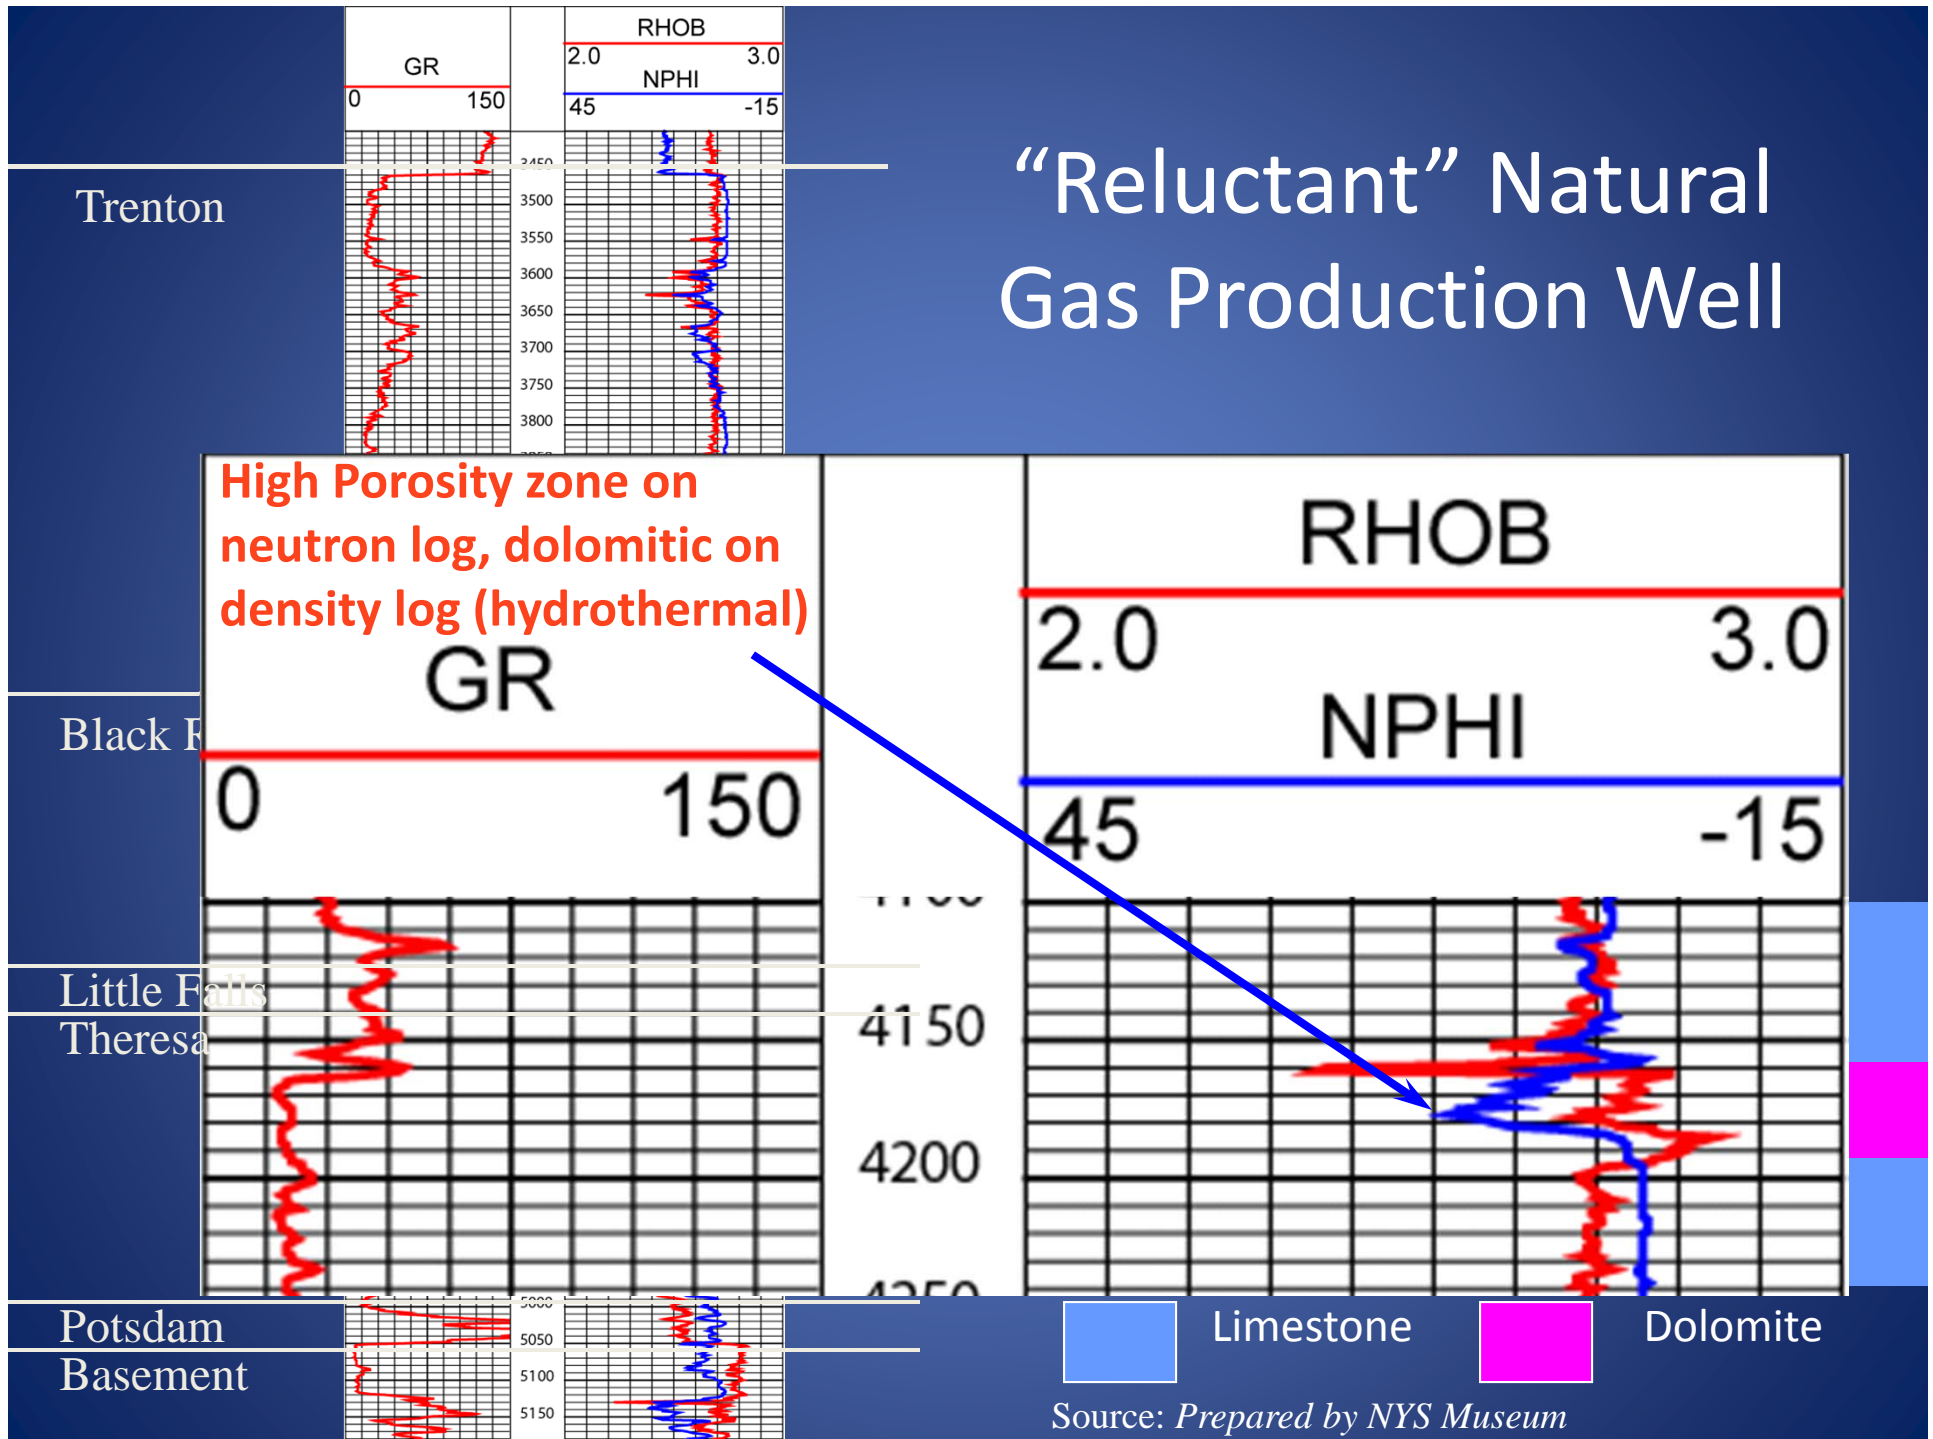 RHOB
2.0 3.0
GR
NPHI
0 150
45 -15
“Reluctant” Natural
Gas Production Well
3450
Trenton
3500
3550
3600
3650
3700
3750
3800
High Porosity zone on
neutron log, dolomitic on
density log (hydrothermal)
RHOB
2.0 3.0
GR
NPHI
Black
0 150
45 -15
Little Falls
Theresa
4150
4200
Potsdam
5050
Basement
5100
5150
Limestone
Dolomite
Source: Prepared by NYS Museum